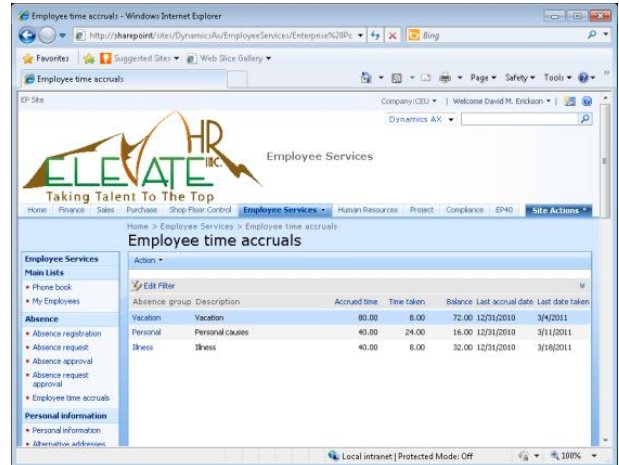 Employee time accruals - Windows Internet Explorer
http://sharepoint/sites/DynamicsAx/EmployeeServices/Enterprise%20Pc
Bing
Favorites Suggested Sites Web Slice Gallery
Employee time accruals
Page Safety Tools
EP Site
Company:CEU Welcome David M. Erickson
Dynamics AX
ELEVATE HR INC.
Taking Talent To The Top
Employee Services
Home Finance Sales Purchase Shop Floor Control Employee Services Human Resources Project Compliance EP40 Site Actions
Home > Employee Services > Employee time accruals
Employee time accruals
Employee Services
Main Lists
Phone book
My Employees
Absence
Absence registration
Absence request
Absence approval
Absence request
approval
Employee time accruals
Personal information
Personal information
Alternative addresses
Action
Edit Filter
Absence group Description Accrued time Time taken Balance Last accrual date Last date taken
Vacation Vacation 80.00 8.00 72.00 12/31/2010 3/4/2011
Personal Personal causes 40.00 24.00 16.00 12/31/2010 3/11/2011
Illness Illness 40.00 8.00 32.00 12/31/2010 3/18/2011
Local intranet | Protected Mode: Off 100%